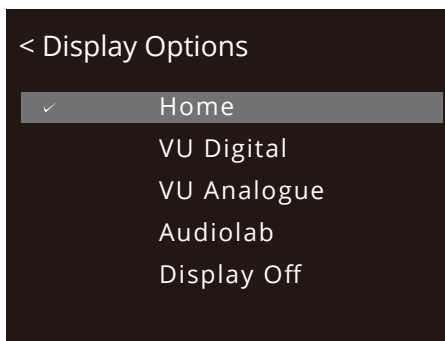 < Display Options
✓ Home
VU Digital
VU Analogue
Audiolab
Display Off